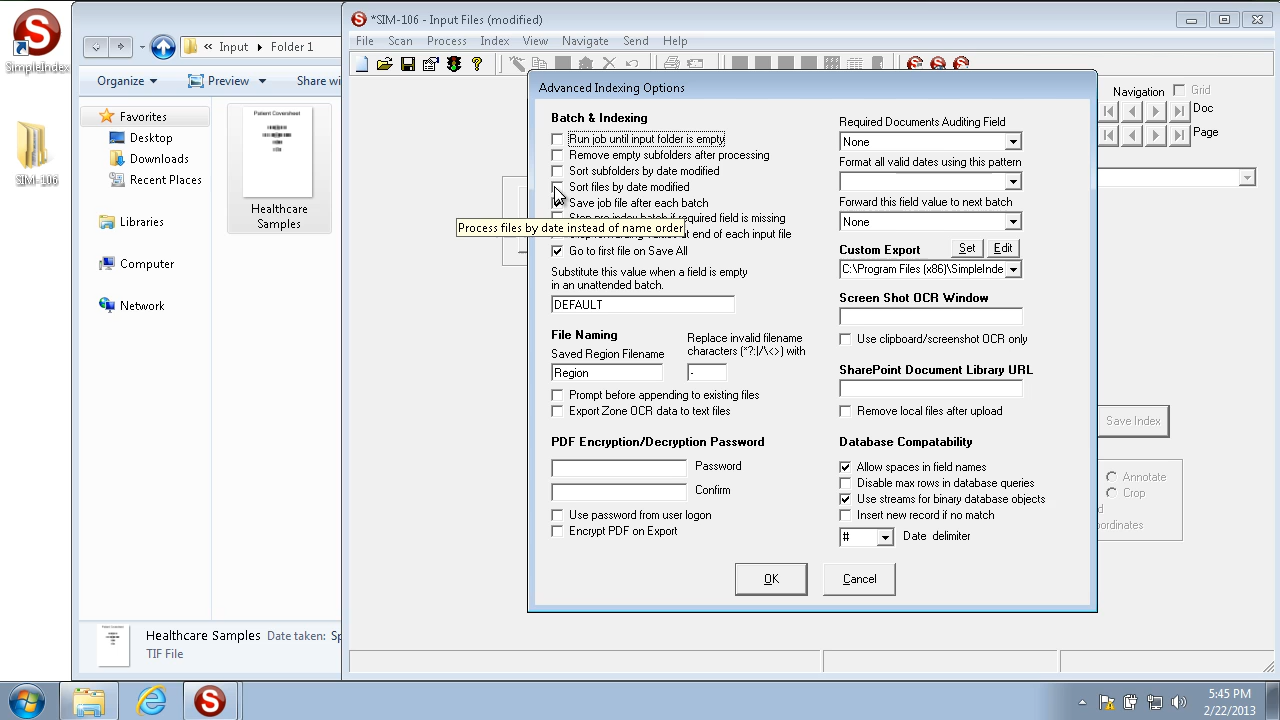 SimpleIndex
SIM-106
Input
Folder 1
Organize
Preview
Share wi
Favorites
Desktop
Downloads
Recent Places
Libraries
Computer
Network
Patient Coversheet
Healthcare
Samples
Healthcare Samples
Date taken:
TIF File
*SIM-106 - Input Files (modified)
File
Scan
Process
Index
View
Navigate
Send
Help
Navigation
Grid
Doc
Page
Save Index
Annotate
Crop
oordinates
Advanced Indexing Options
Batch & Indexing
Remove empty subfolders after processing
Sort subfolders by date modified
Sort files by date modified
Save job file after each batch
required field is missing
Process files by date instead of name order
end of each input file
Go to first file on Save All
Substitute this value when a field is empty
in an unattended batch.
DEFAULT
File Naming
Saved Region Filename
Region
Replace invalid filename
characters (*?:|/\<>) with
-
Prompt before appending to existing files
Export Zone OCR data to text files
PDF Encryption/Decryption Password
Password
Confirm
Use password from user logon
Encrypt PDF on Export
Required Documents Auditing Field
None
Format all valid dates using this pattern
Forward this field value to next batch
None
Custom Export
Set
Edit
C:\Program Files (x86)\SimpleInde
Screen Shot OCR Window
Use clipboard/screenshot OCR only
SharePoint Document Library URL
Remove local files after upload
Database Compatability
Allow spaces in field names
Disable max rows in database queries
Use streams for binary database objects
Insert new record if no match
#
Date delimiter
OK
Cancel
5:45 PM
2/22/2013